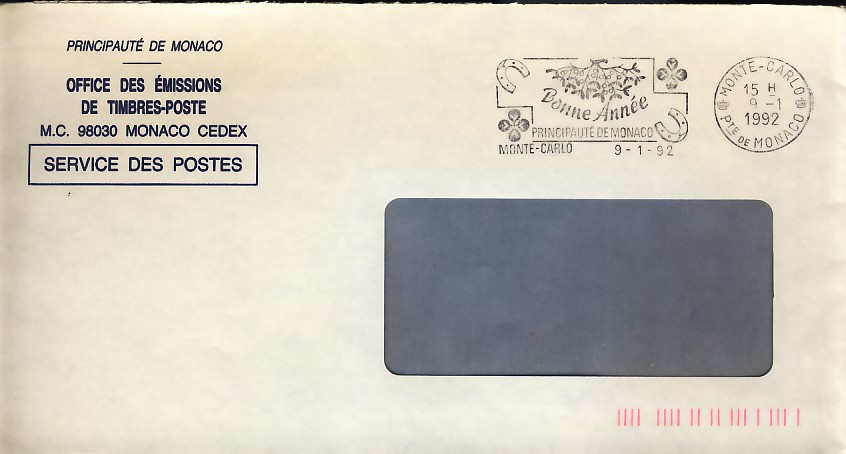 PRINCIPAUTÉ DE MONACO
OFFICE DES ÉMISSIONS
DE TIMBRES-POSTE
M.C. 98030 MONACO CEDEX
SERVICE DES POSTES
Bonne Année
PRINCIPAUTÉ DE MONACO
MONTE-CARLO 9-1-92
MONTE-CARLO
15 H
9 -1
1992
PTE DE MONACO